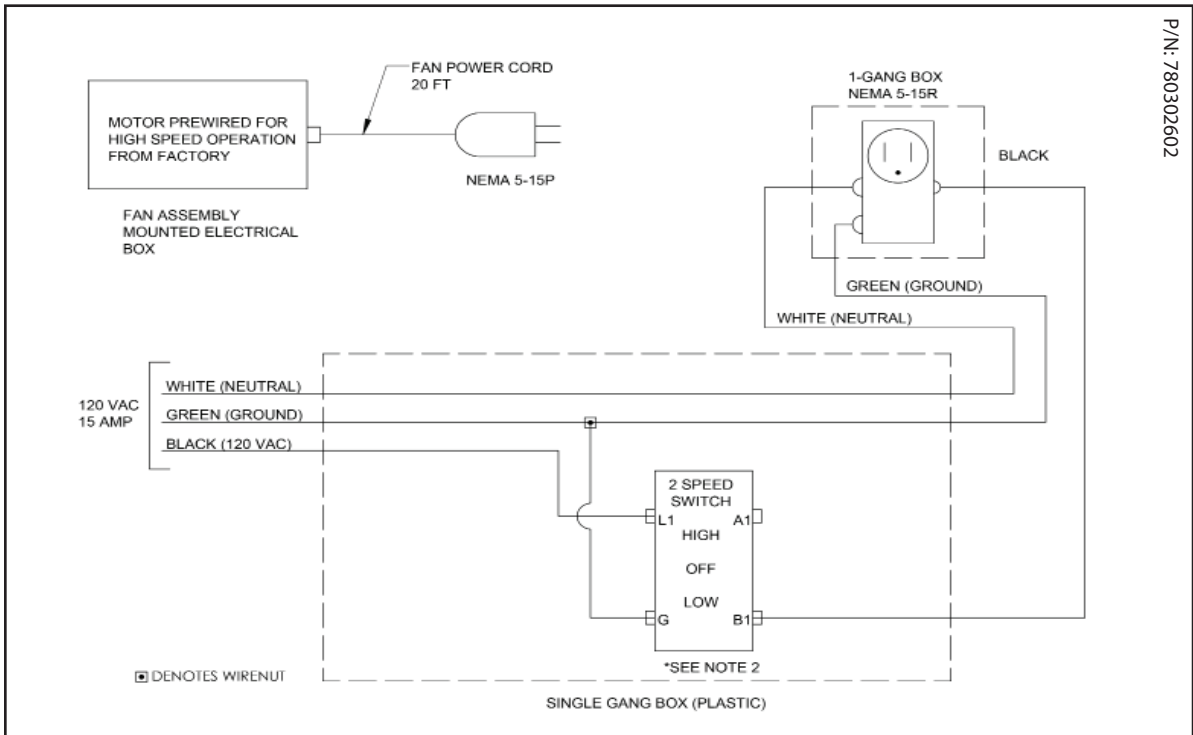 P/N: 780302602
FAN POWER CORD
20 FT
MOTOR PREWIRED FOR
HIGH SPEED OPERATION
FROM FACTORY
NEMA 5-15P
FAN ASSEMBLY
MOUNTED ELECTRICAL
BOX
1-GANG BOX
NEMA 5-15R
BLACK
GREEN (GROUND)
WHITE (NEUTRAL)
120 VAC
15 AMP
WHITE (NEUTRAL)
GREEN (GROUND)
BLACK (120 VAC)
2 SPEED
SWITCH
L1 A1
HIGH
OFF
LOW
G B1
*SEE NOTE 2
DENOTES WIRENUT
SINGLE GANG BOX (PLASTIC)